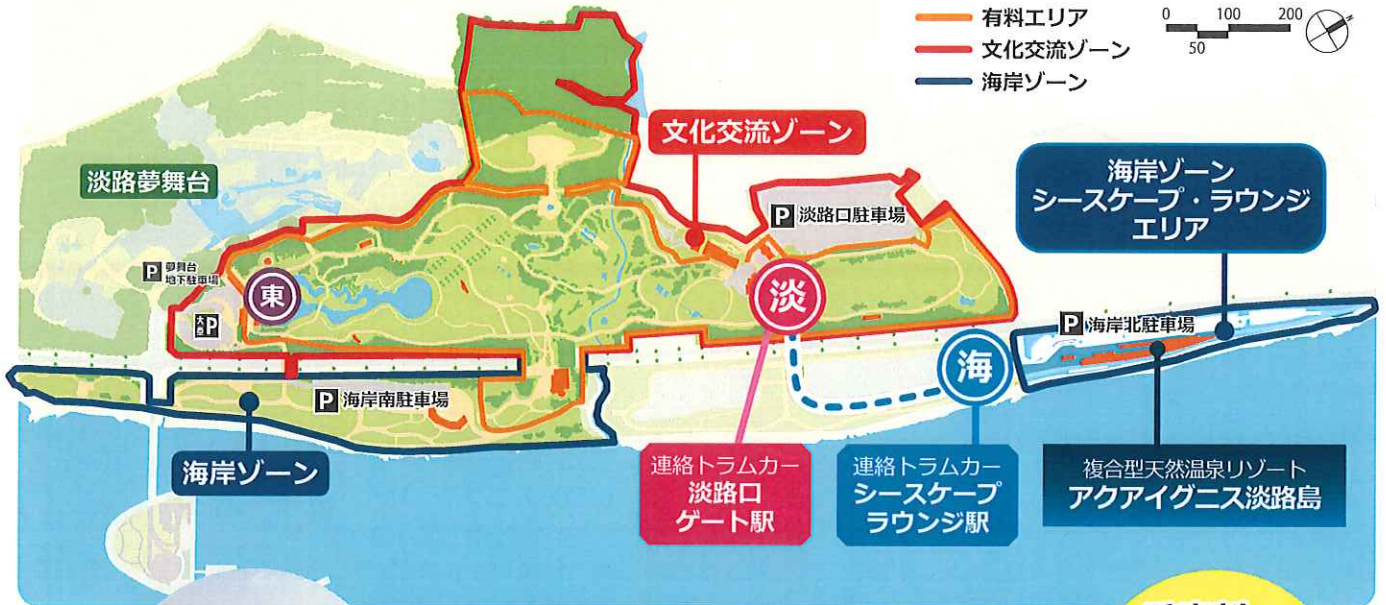 有料エリア
文化交流ゾーン
海岸ゾーン
0 100 200
50
N
文化交流ゾーン
海岸ゾーン
シースケープ・ラウンジ
エリア
淡路夢舞台
P 淡路口駐車場
P 夢舞台
地下駐車場
東
淡
大型 P
P 海岸北駐車場
海
P 海岸南駐車場
海岸ゾーン
連絡トラムカー
淡路口
ゲート駅
連絡トラムカー
シースケープ
ラウンジ駅
複合型天然温泉リゾート
アクアイグニス淡路島